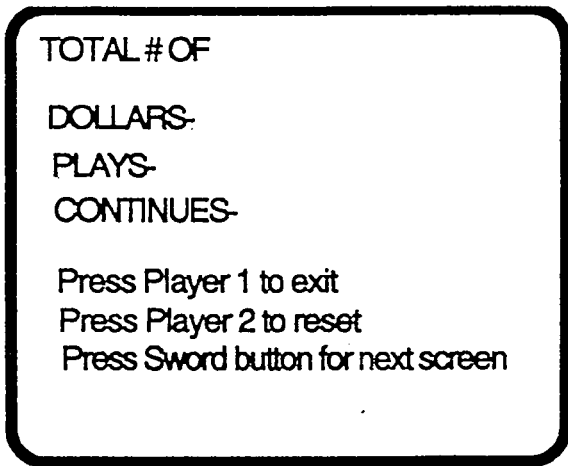 TOTAL # OF
DOLLARS-
PLAYS-
CONTINUES-
Press Player 1 to exit
Press Player 2 to reset
Press Sword button for next screen